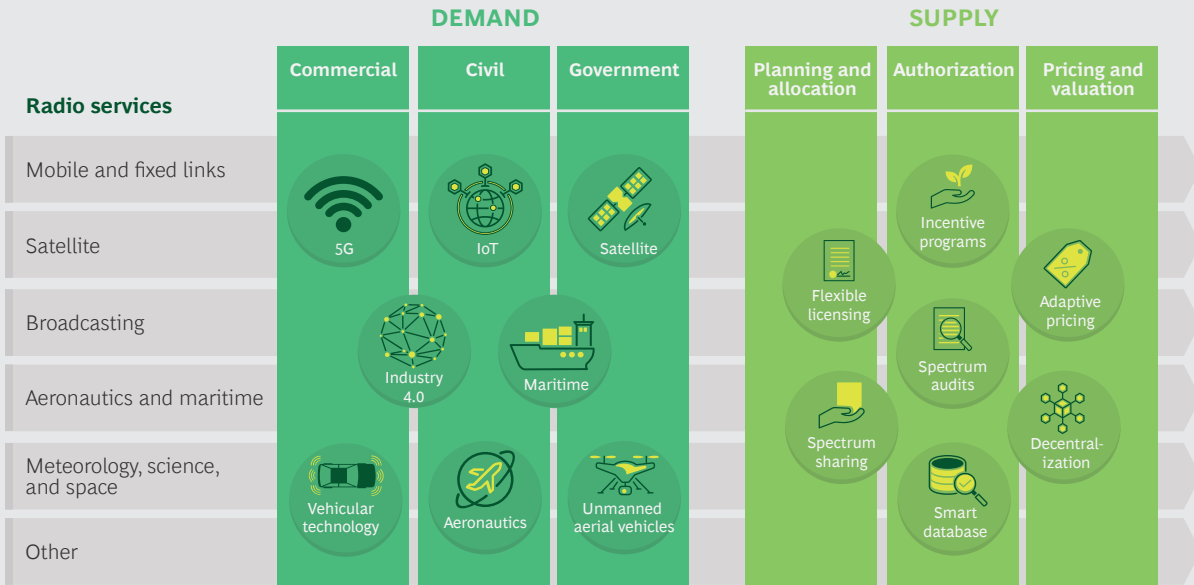 DEMAND
SUPPLY
Commercial
Civil
Government
Planning and
allocation
Authorization
Pricing and
valuation
Radio services
Mobile and fixed links
Satellite
Broadcasting
Aeronautics and maritime
Meteorology, science,
and space
Other
5G
IoT
Satellite
Industry
4.0
Maritime
Vehicular
technology
Aeronautics
Unmanned
aerial vehicles
Incentive
programs
Flexible
licensing
Adaptive
pricing
Spectrum
audits
Spectrum
sharing
Decentral-
ization
Smart
database